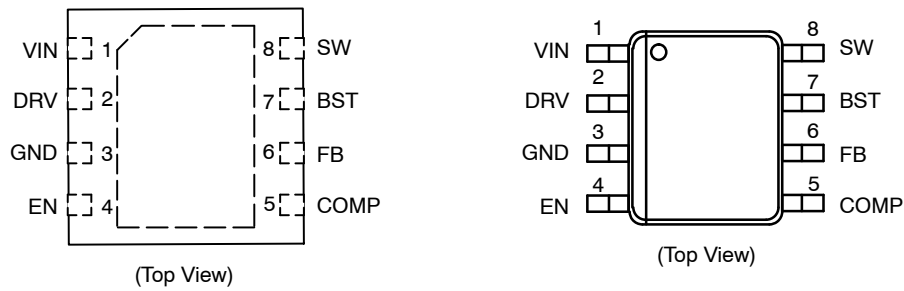 VIN 1 8 SW
DRV 2 7 BST
GND 3 6 FB
EN 4 5 COMP
(Top View)
1 8
VIN SW
2 7
DRV BST
3 6
GND FB
4 5
EN COMP
(Top View)